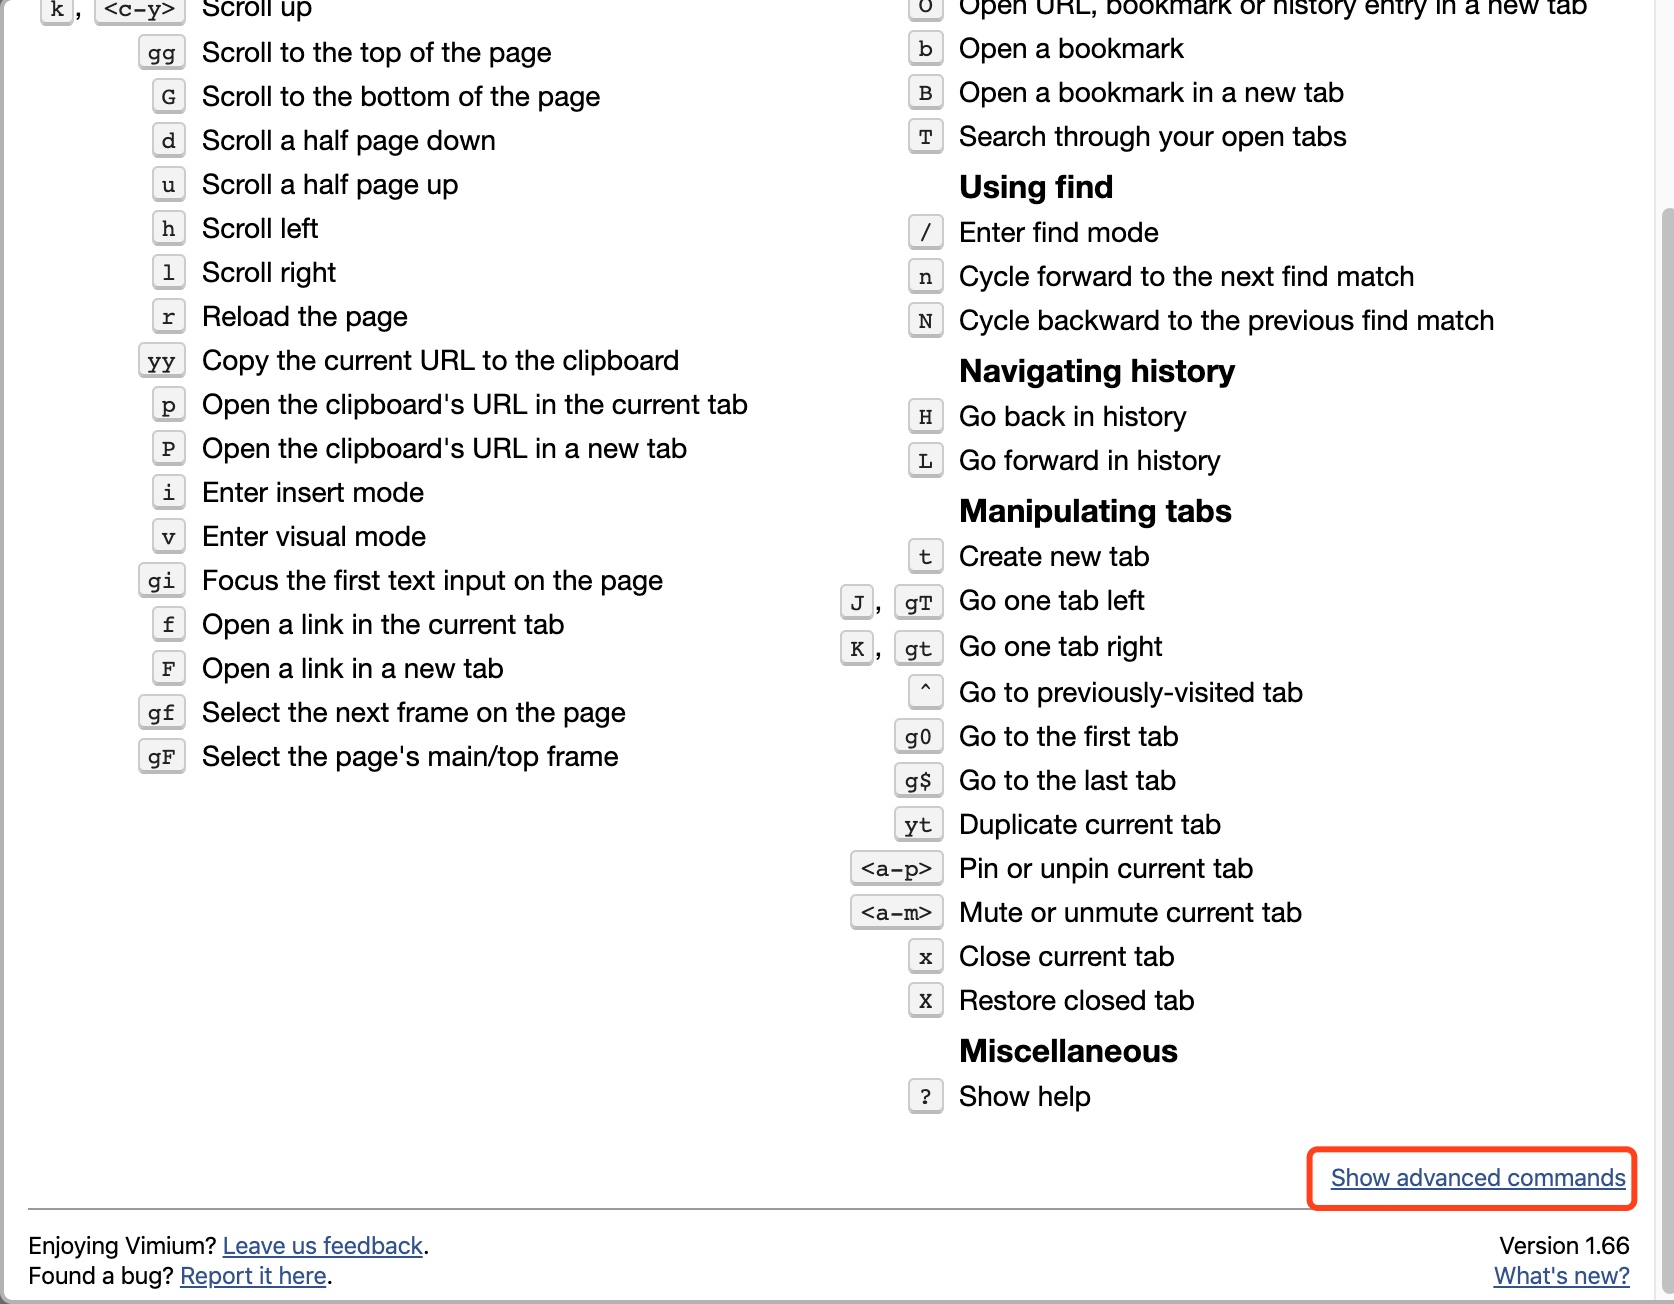 k, <c-y> Scroll up
gg Scroll to the top of the page
G Scroll to the bottom of the page
d Scroll a half page down
u Scroll a half page up
h Scroll left
l Scroll right
r Reload the page
yy Copy the current URL to the clipboard
p Open the clipboard's URL in the current tab
P Open the clipboard's URL in a new tab
i Enter insert mode
v Enter visual mode
gi Focus the first text input on the page
f Open a link in the current tab
F Open a link in a new tab
gf Select the next frame on the page
gF Select the page's main/top frame
O Open URL, bookmark or history entry in a new tab
b Open a bookmark
B Open a bookmark in a new tab
T Search through your open tabs
Using find
/ Enter find mode
n Cycle forward to the next find match
N Cycle backward to the previous find match
Navigating history
H Go back in history
L Go forward in history
Manipulating tabs
t Create new tab
J, gT Go one tab left
K, gt Go one tab right
^ Go to previously-visited tab
g0 Go to the first tab
g$ Go to the last tab
yt Duplicate current tab
<a-p> Pin or unpin current tab
<a-m> Mute or unmute current tab
x Close current tab
X Restore closed tab
Miscellaneous
? Show help
Show advanced commands
Enjoying Vimium? Leave us feedback.
Found a bug? Report it here.
Version 1.66
What's new?